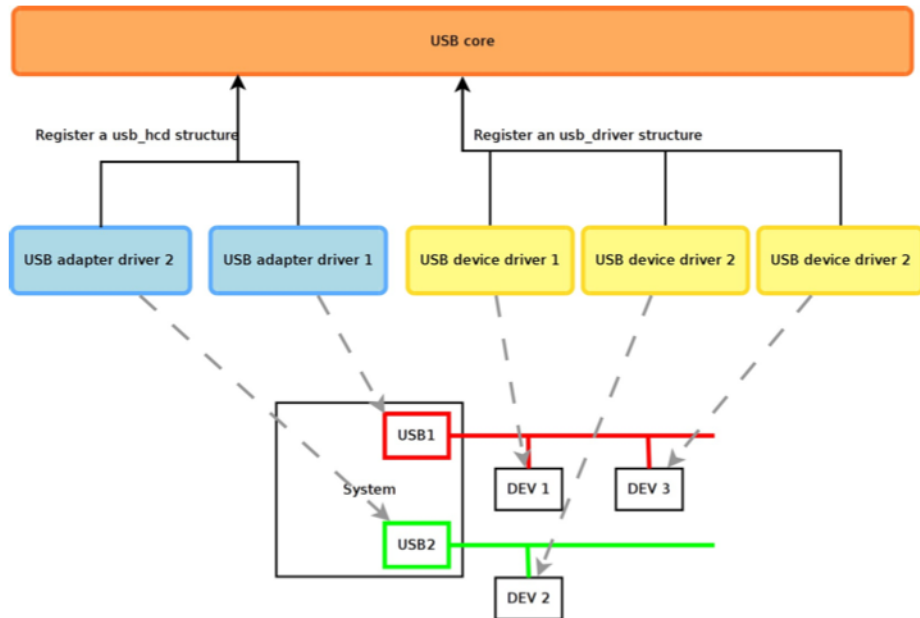 USB core
Register a usb_hcd structure
Register an usb_driver structure
USB adapter driver 2
USB adapter driver 1
USB device driver 1
USB device driver 2
USB device driver 2
USB1
System
DEV 1
DEV 3
USB2
DEV 2